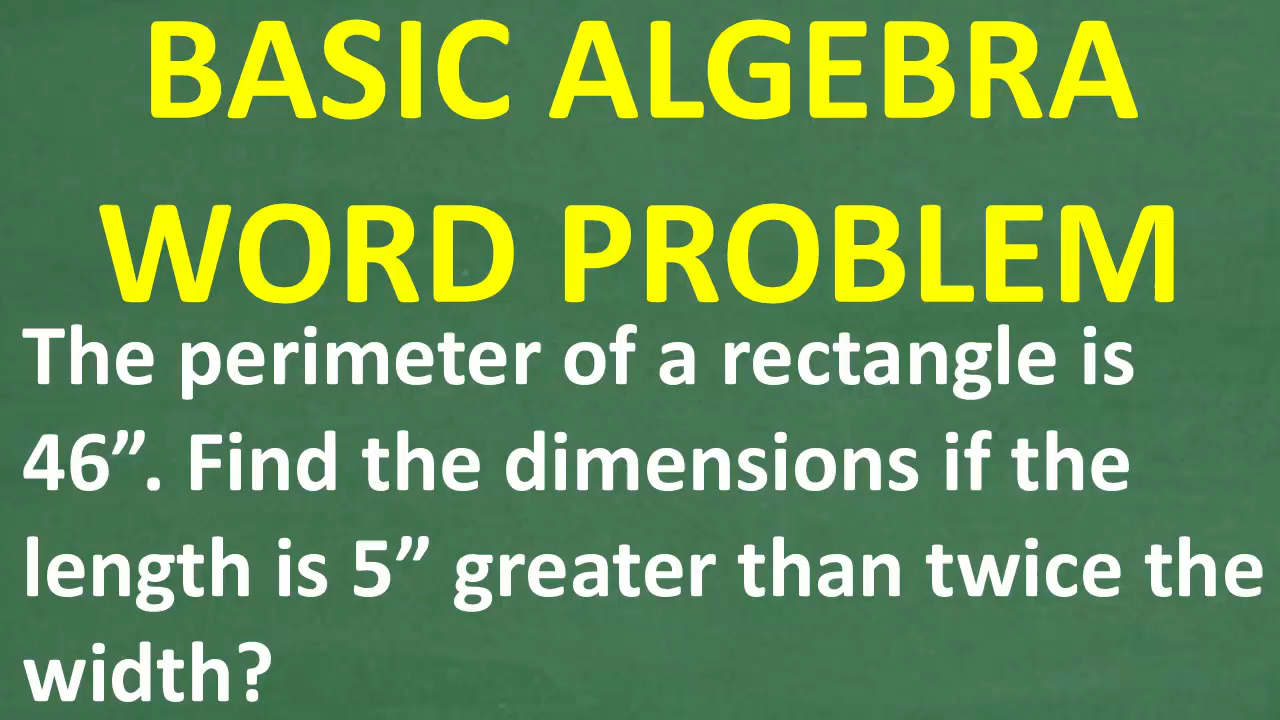 BASIC ALGEBRA
WORD PROBLEM
The perimeter of a rectangle is
46”. Find the dimensions if the
length is 5” greater than twice the
width?